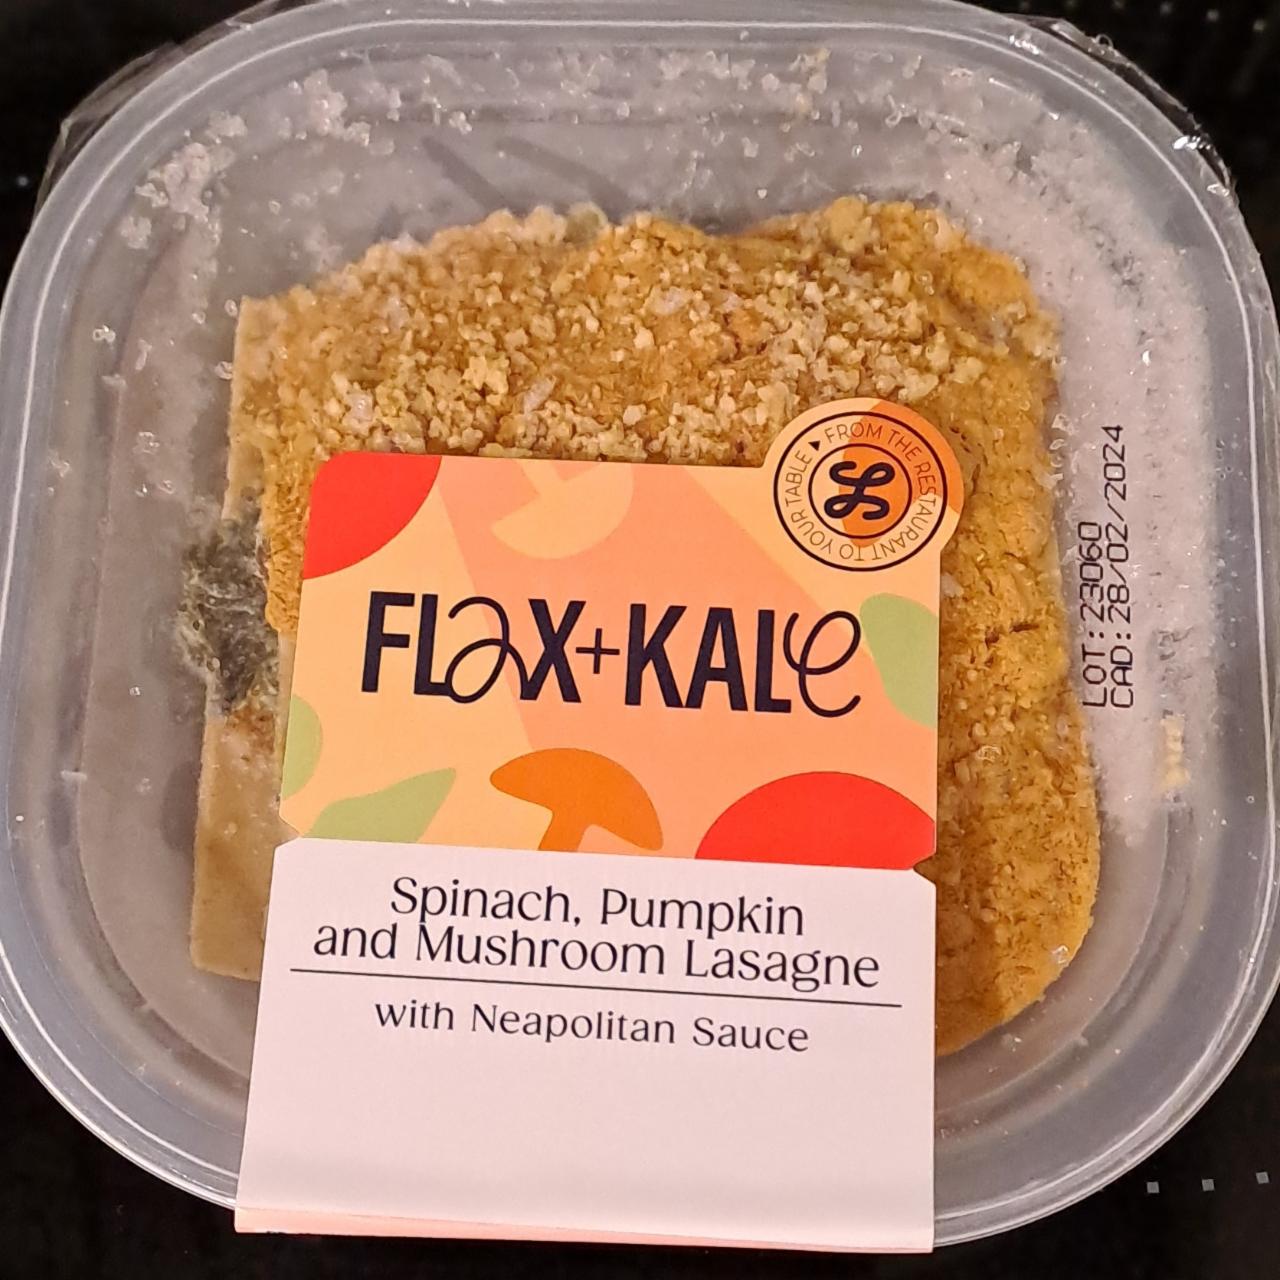 FROM THE RESTAURANT TO YOUR TABLE
FLax+KALe
Spinach, Pumpkin
and Mushroom Lasagne
with Neapolitan Sauce
LOT:23060
CAD:28/02/2024